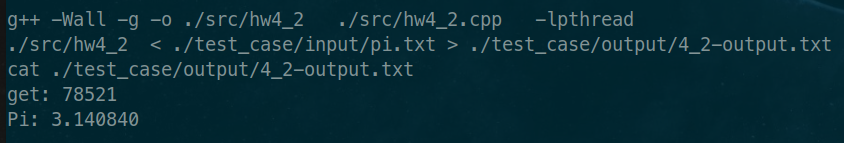 g++ -Wall -g -o ./src/hw4_2   ./src/hw4_2.cpp   -lpthread
./src/hw4_2  < ./test_case/input/pi.txt > ./test_case/output/4_2-output.txt
cat ./test_case/output/4_2-output.txt
get: 78521
Pi: 3.140840